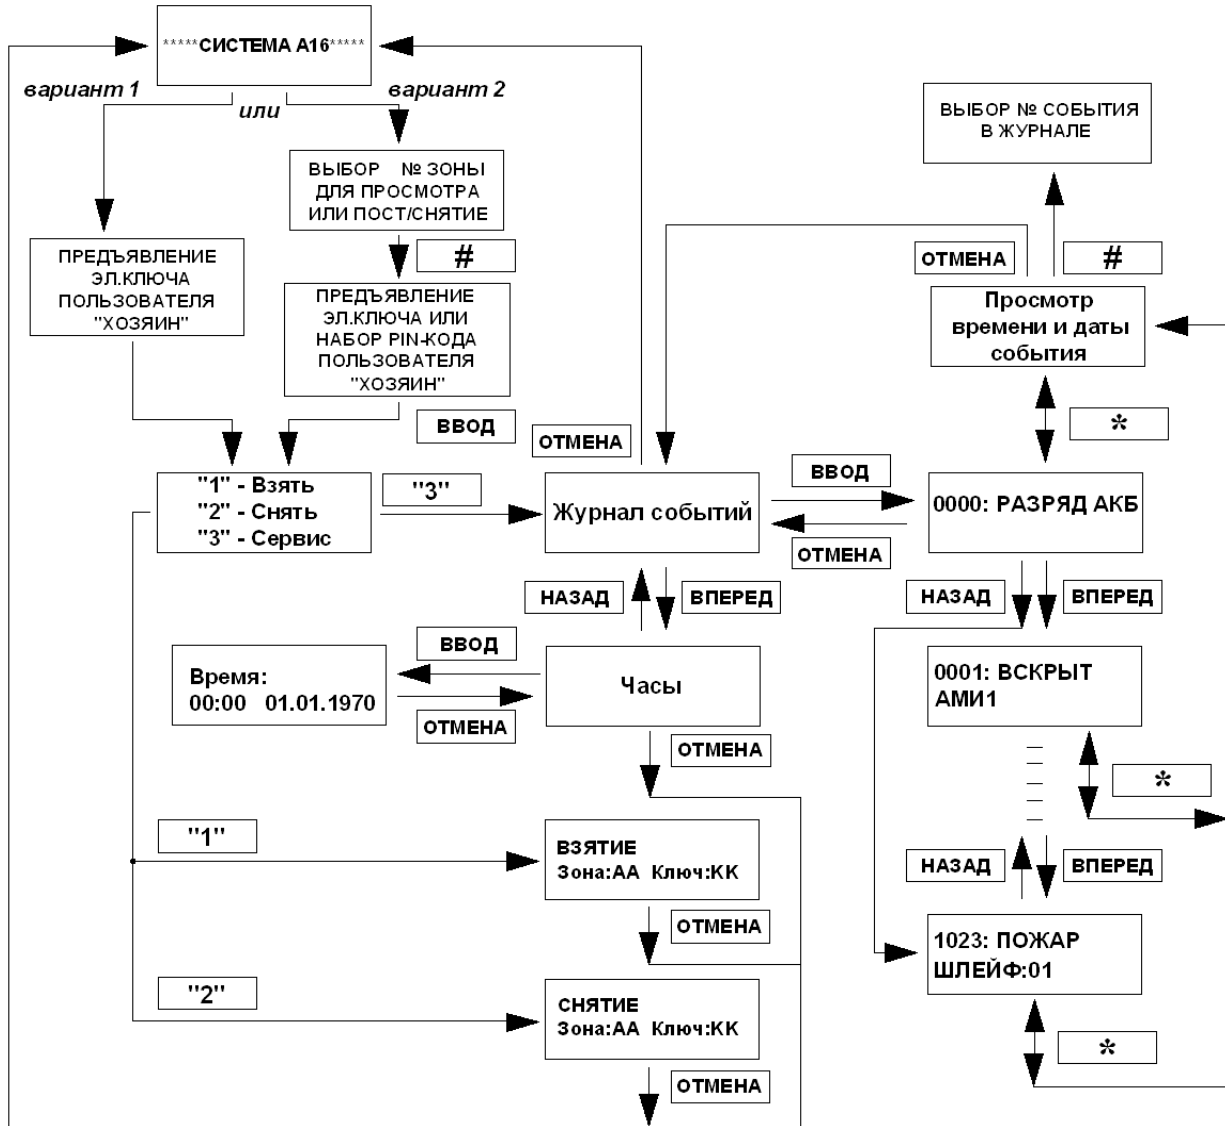 *****СИСТЕМА А16*****
вариант 1
или
вариант 2
ВЫБОР № ЗОНЫ
ДЛЯ ПРОСМОТРА
ИЛИ ПОСТ/СНЯТИЕ
#
ПРЕДЪЯВЛЕНИЕ
ЭЛ.КЛЮЧА
ПОЛЬЗОВАТЕЛЯ
"ХОЗЯИН"
ПРЕДЪЯВЛЕНИЕ
ЭЛ.КЛЮЧА ИЛИ
НАБОР PIN-КОДА
ПОЛЬЗОВАТЕЛЯ
"ХОЗЯИН"
ВВОД
ОТМЕНА
"1" - Взять
"2" - Снять
"3" - Сервис
"3"
Журнал событий
ВВОД
ОТМЕНА
ВЫБОР № СОБЫТИЯ
В ЖУРНАЛЕ
ОТМЕНА
#
Просмотр
времени и даты
события
*
0000: РАЗРЯД АКБ
НАЗАД
ВПЕРЕД
НАЗАД
ВПЕРЕД
ВВОД
Время:
00:00 01.01.1970
ОТМЕНА
Часы
ОТМЕНА
0001: ВСКРЫТ
АМИ1
*
НАЗАД
ВПЕРЕД
"1"
ВЗЯТИЕ
Зона:АА Ключ:КК
ОТМЕНА
1023: ПОЖАР
ШЛЕЙФ:01
*
"2"
СНЯТИЕ
Зона:АА Ключ:КК
ОТМЕНА